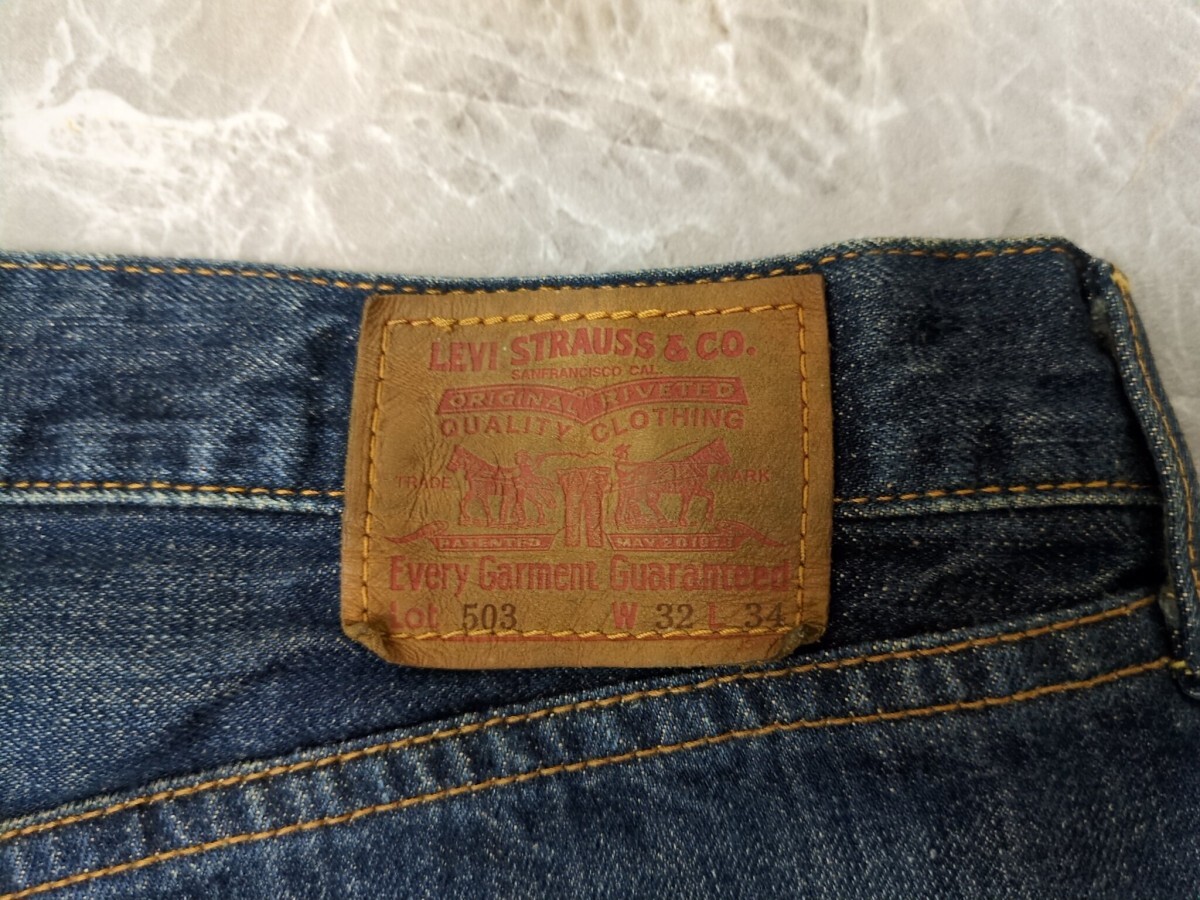 LEVI STRAUSS & CO.
SANFRANCISCO CAL.
ORIGINAL RIVETED
QUALITY CLOTHING
TRADE MARK
PATENTED MAY 20 1873
Every Garment Guaranteed
Lot 503 W 32 L 34